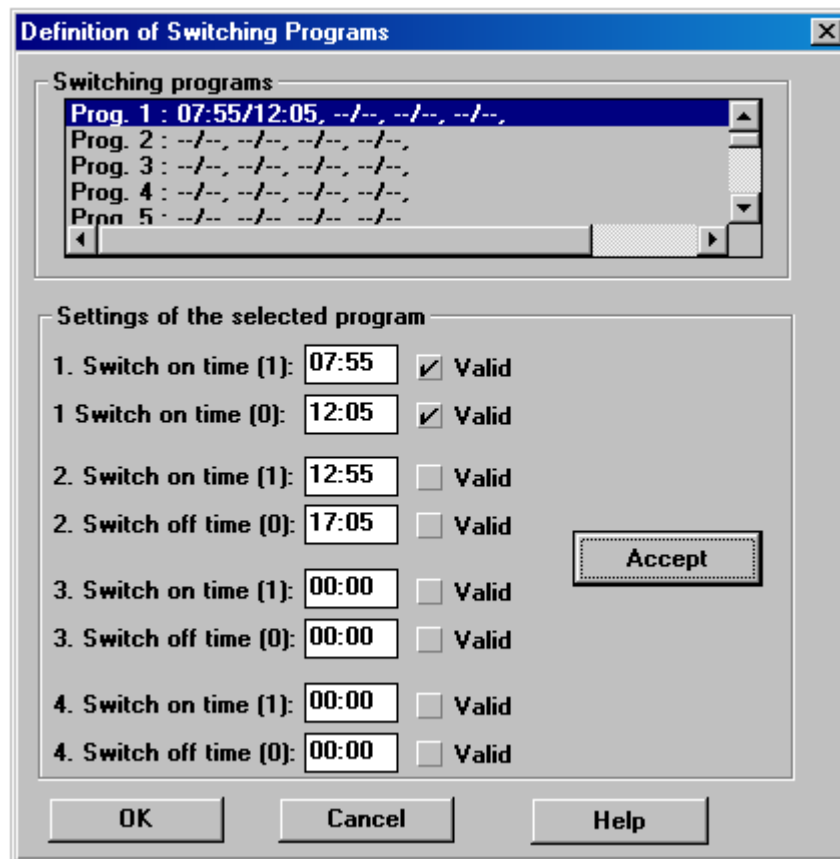 Definition of Switching Programs
Switching programs
Prog. 1 : 07:55/12:05, --/--, --/--, --/--,
Prog. 2 : --/--, --/--, --/--, --/--,
Prog. 3 : --/--, --/--, --/--, --/--,
Prog. 4 : --/--, --/--, --/--, --/--,
Prog. 5 : --/-- --/-- --/-- --/--
Settings of the selected program
1. Switch on time (1): 07:55 Valid
1 Switch on time (0): 12:05 Valid
2. Switch on time (1): 12:55 Valid
2. Switch off time (0): 17:05 Valid
Accept
3. Switch on time (1): 00:00 Valid
3. Switch off time (0): 00:00 Valid
4. Switch on time (1): 00:00 Valid
4. Switch off time (0): 00:00 Valid
OK Cancel Help